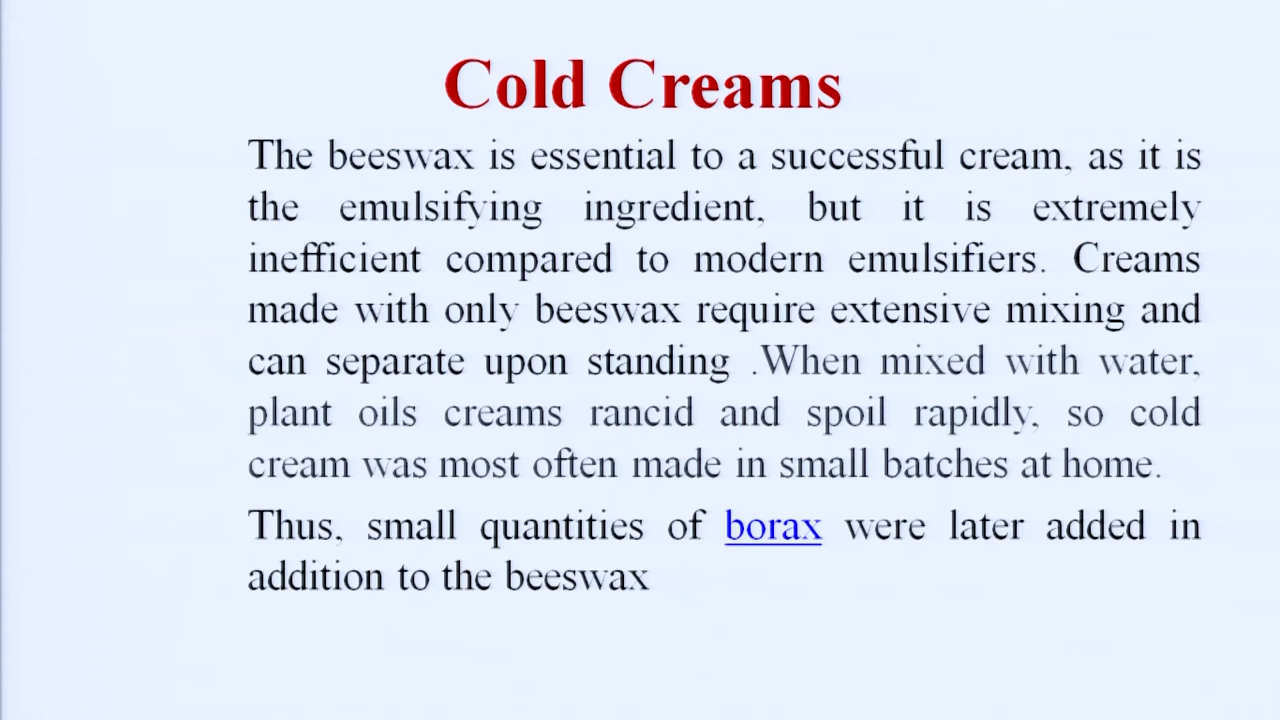 Cold Creams
The beeswax is essential to a successful cream, as it is
the emulsifying ingredient, but it is extremely
inefficient compared to modern emulsifiers. Creams
made with only beeswax require extensive mixing and
can separate upon standing .When mixed with water,
plant oils creams rancid and spoil rapidly, so cold
cream was most often made in small batches at home.
Thus, small quantities of borax were later added in
addition to the beeswax